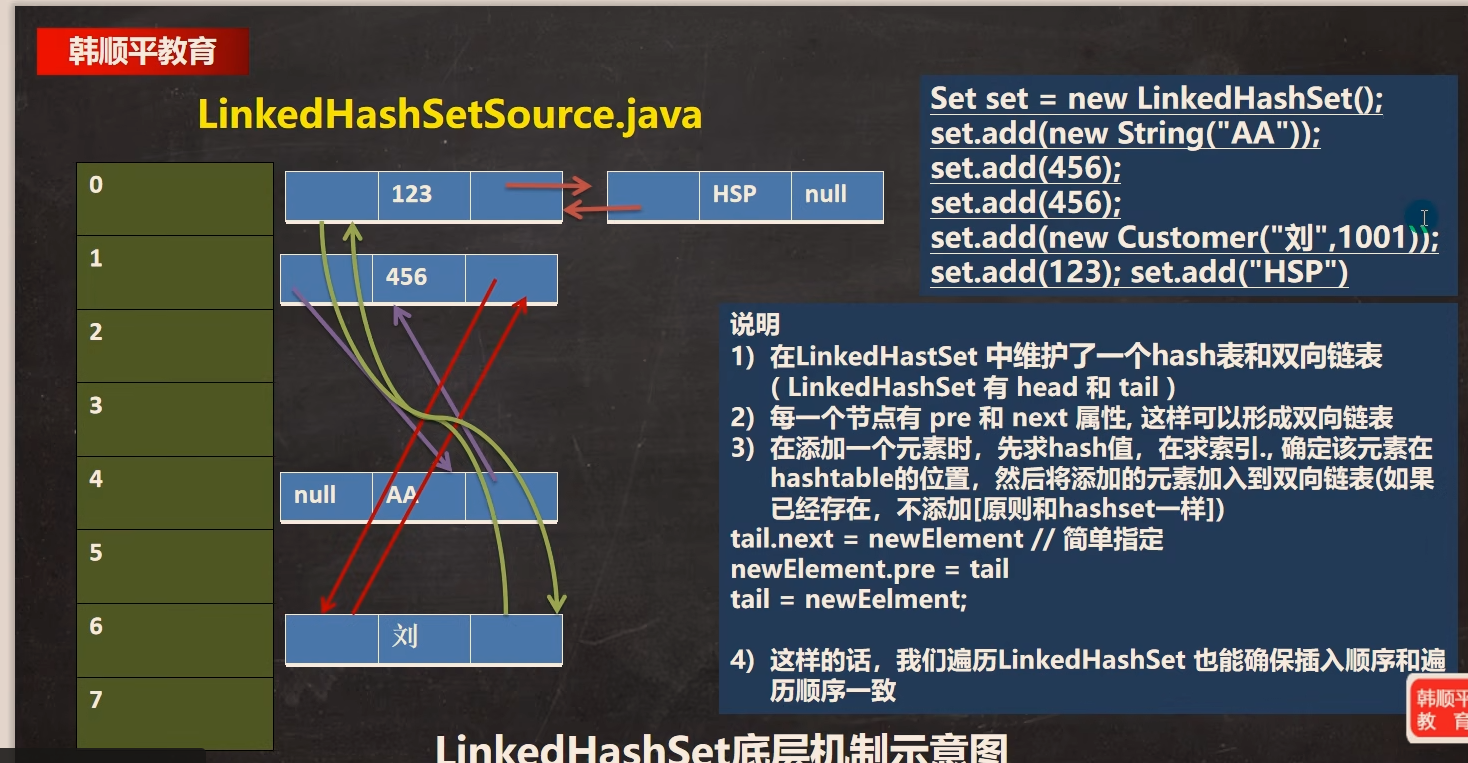 韩顺平教育
LinkedHashSetSource.java
Set set = new LinkedHashSet();
set.add(new String("AA"));
set.add(456);
set.add(456);
set.add(new Customer("刘",1001));
set.add(123); set.add("HSP")
0
123
HSP
null
1
456
2
3
4
null
AA
5
6
刘
7
说明
1) 在LinkedHastSet 中维护了一个hash表和双向链表
( LinkedHashSet 有 head 和 tail )
2) 每一个节点有 pre 和 next 属性, 这样可以形成双向链表
3) 在添加一个元素时，先求hash值，在求索引., 确定该元素在
hashtable的位置，然后将添加的元素加入到双向链表(如果
已经存在，不添加[原则和hashset一样])
tail.next = newElement // 简单指定
newElement.pre = tail
tail = newEelment;
4) 这样的话，我们遍历LinkedHashSet 也能确保插入顺序和遍
历顺序一致
韩顺平
教 育
LinkedHashSet底层机制示意图